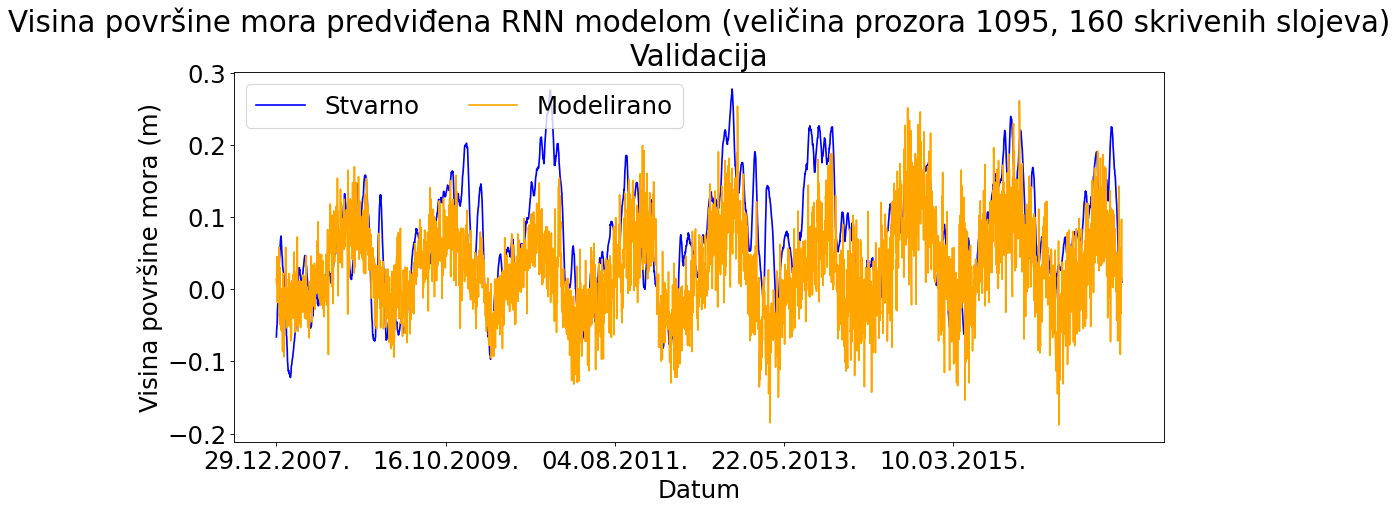 Visina površine mora predviđena RNN modelom (veličina prozora 1095, 160 skrivenih slojeva)
Validacija
Stvarno
Modelirano
Visina površine mora (m)
0.3
0.2
0.1
0.0
−0.1
−0.2
29.12.2007.
16.10.2009.
04.08.2011.
22.05.2013.
10.03.2015.
Datum